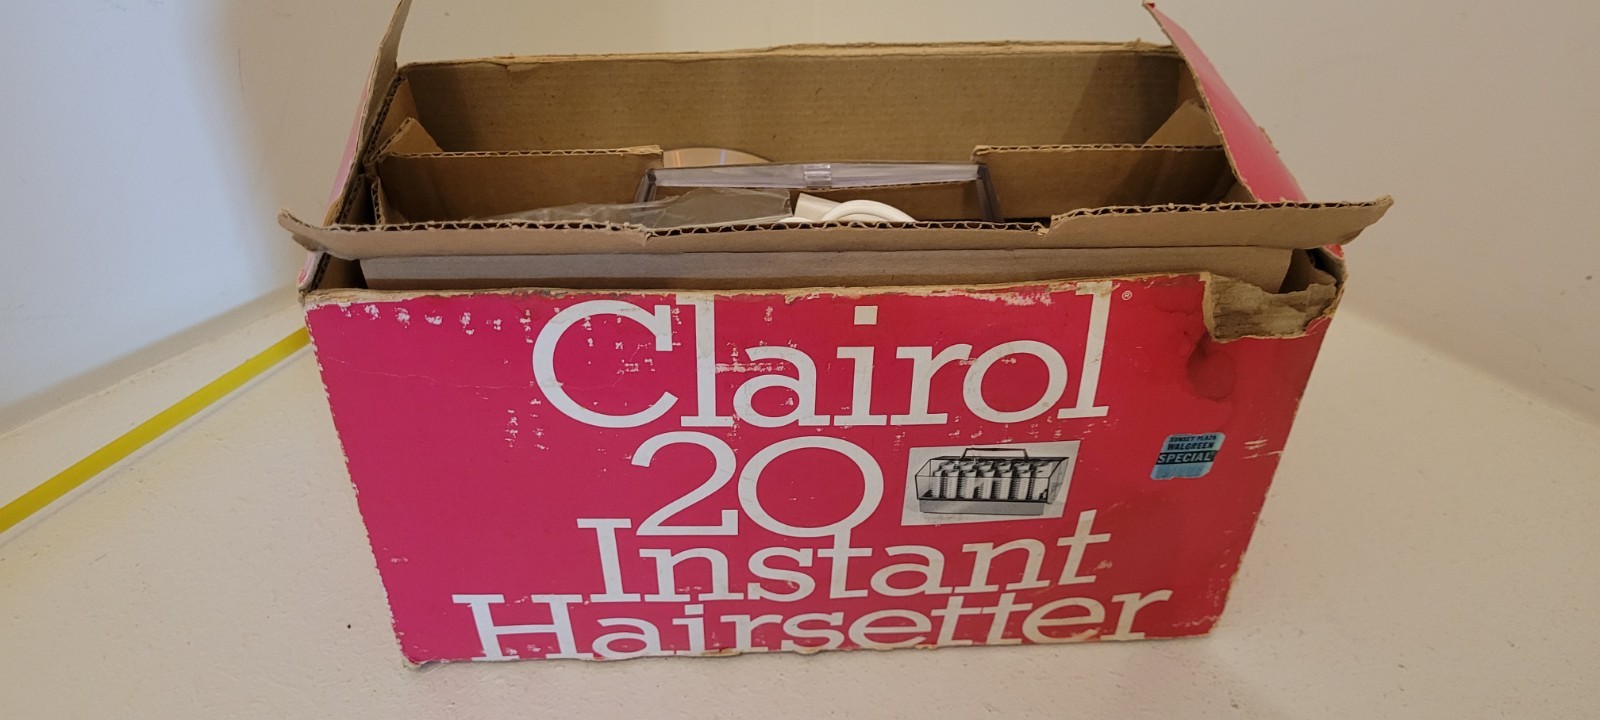 Clairol®
20
Instant
Hairsetter
SUNSET PLAZA
WALGREEN
SPECIAL